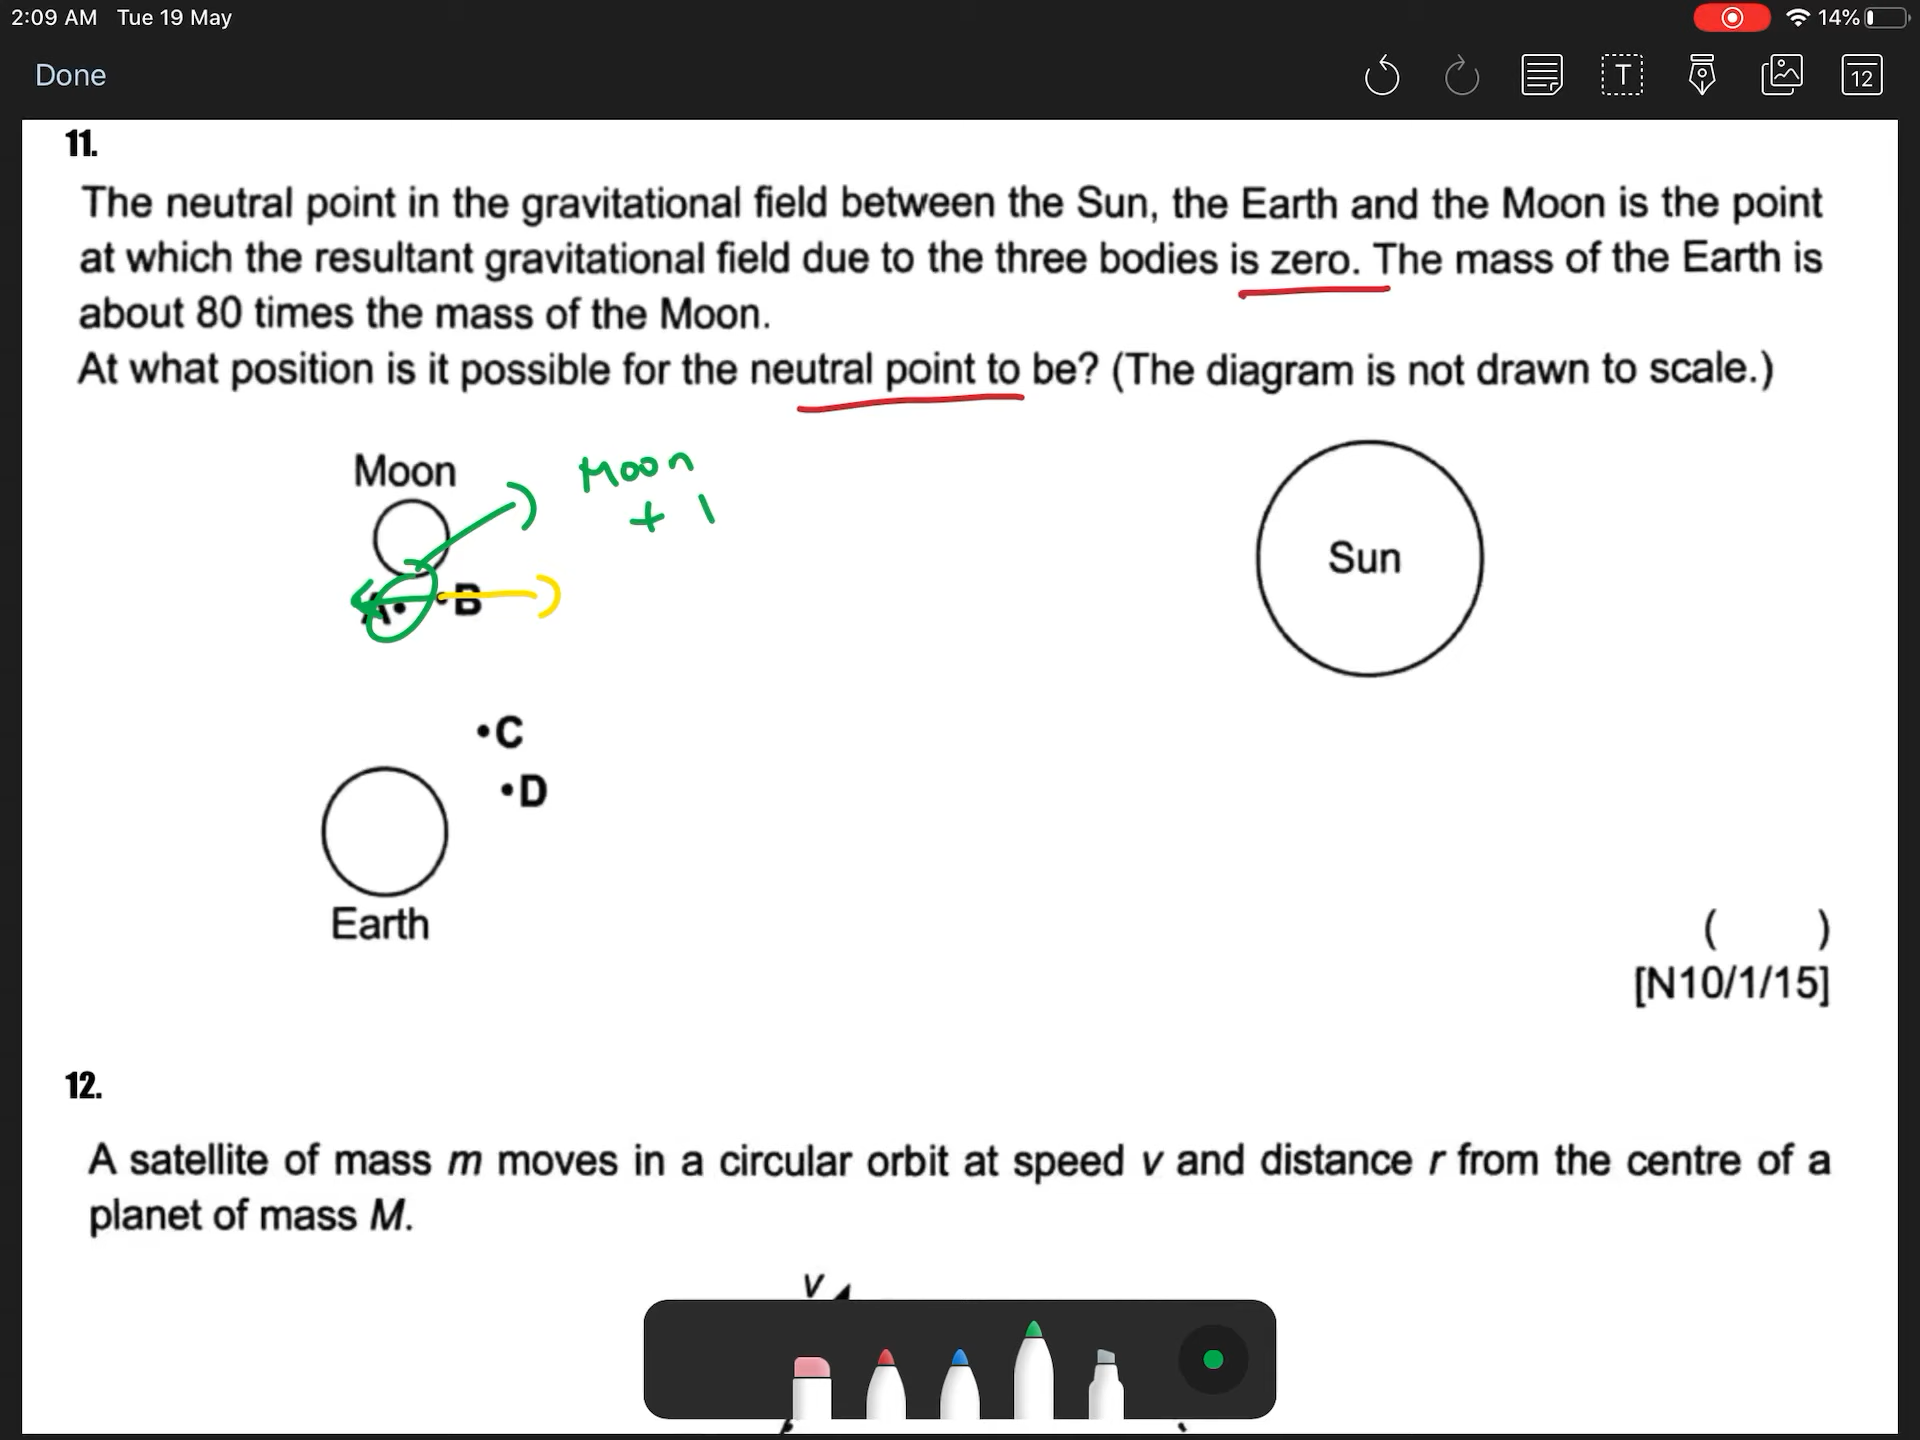 2:09 AM Tue 19 May
14%
Done
T
12
11.
The neutral point in the gravitational field between the Sun, the Earth and the Moon is the point
at which the resultant gravitational field due to the three bodies is zero. The mass of the Earth is
about 80 times the mass of the Moon.
At what position is it possible for the neutral point to be? (The diagram is not drawn to scale.)
Moon
Moon
+ \
Sun
A• •B
•C
•D
Earth
( )
[N10/1/15]
12.
A satellite of mass m moves in a circular orbit at speed v and distance r from the centre of a
planet of mass M.
v